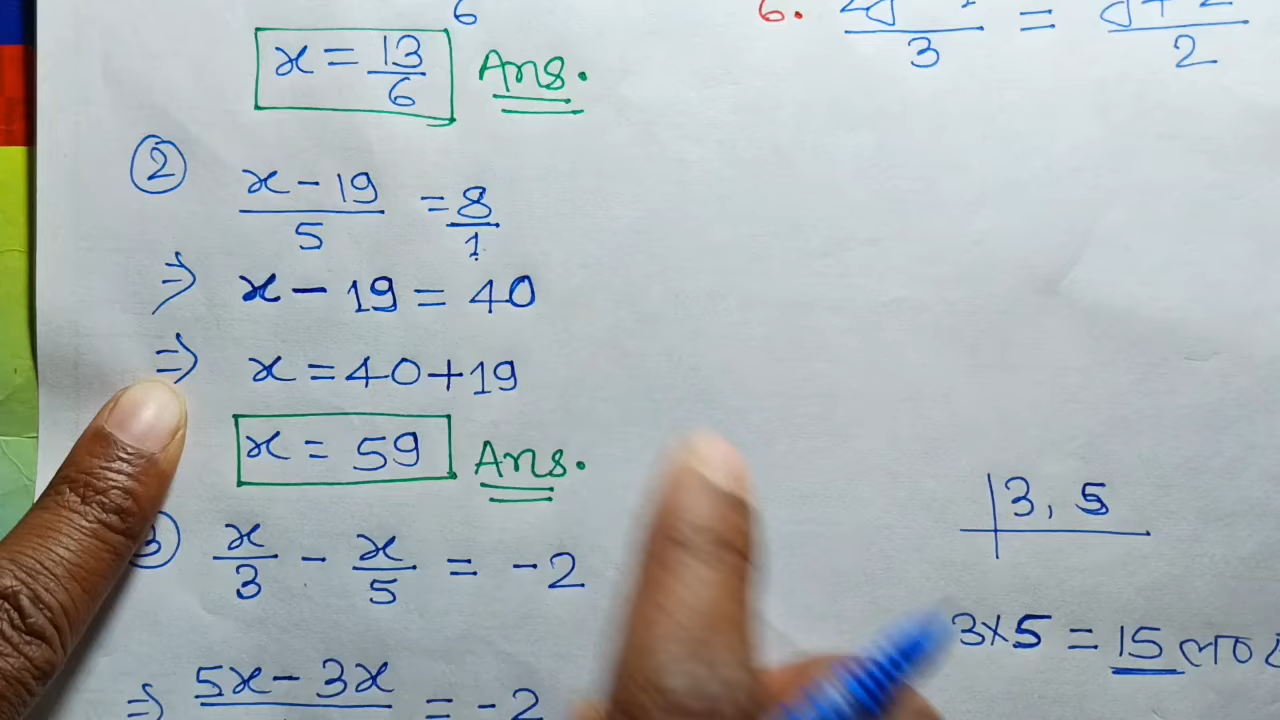 6
x = 13/6 Ans.
② x - 19/5 = 8/1
⇒ x - 19 = 40
⇒ x = 40 + 19
x = 59 Ans.
③ x/3 - x/5 = -2
⇒ 5x - 3x = -2
6. /3 = /2
3, 5
3×5 = 15